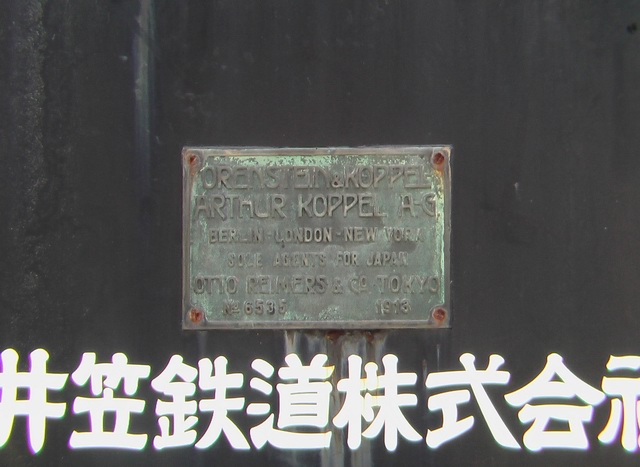 ORENSTEIN & KOPPEL
ARTHUR KOPPEL A-G
BERLIN - LONDON - NEW YORK
SOLE AGENTS FOR JAPAN
OTTO REIMERS & Co TOKYO
No 6535 1913
井笠鉄道株式会社